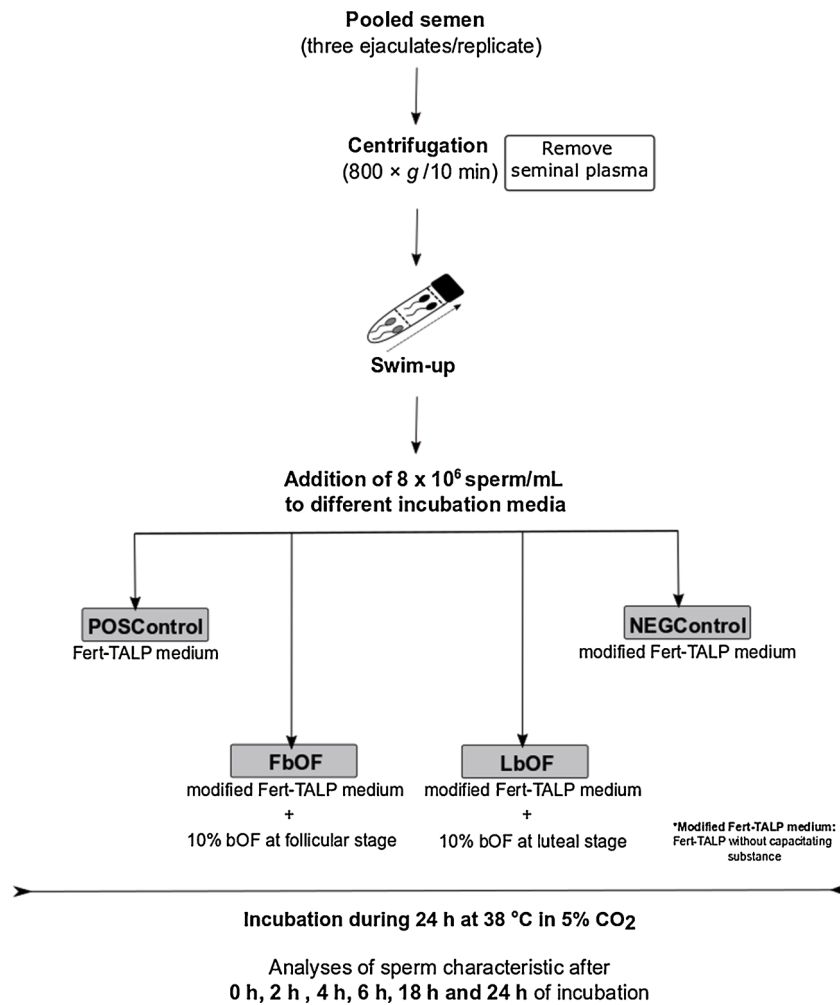 Pooled semen
(three ejaculates/replicate)
Centrifugation
(800 × g /10 min)
Remove
seminal plasma
Swim-up
Addition of 8 x 10⁶ sperm/mL
to different incubation media
POSControl
Fert-TALP medium
NEGControl
modified Fert-TALP medium
FbOF
modified Fert-TALP medium
+
10% bOF at follicular stage
LbOF
modified Fert-TALP medium
+
10% bOF at luteal stage
*Modified Fert-TALP medium:
Fert-TALP without capacitating
substance
Incubation during 24 h at 38 °C in 5% CO₂
Analyses of sperm characteristic after
0 h, 2 h , 4 h, 6 h, 18 h and 24 h of incubation